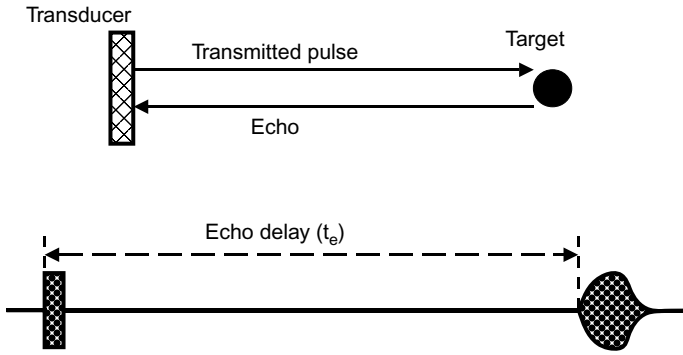 Transducer
Target
Transmitted pulse
Echo
Echo delay (tₑ)